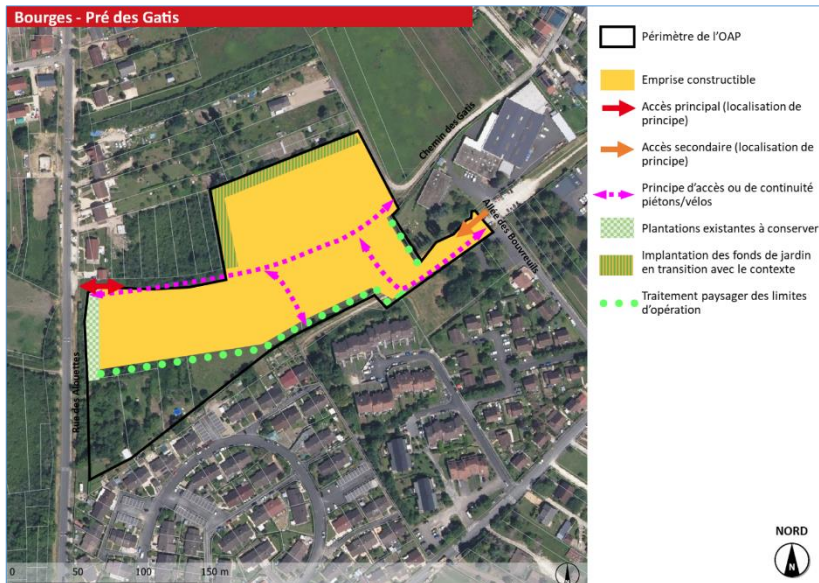 Bourges - Pré des Gatis
Chemin des Gatis
Allée des Bouvreuils
Rue des Alouettes
0 50 100 150 m
N
Périmètre de l'OAP
Emprise constructible
Accès principal (localisation de
principe)
Accès secondaire (localisation de
principe)
Principe d'accès ou de continuité
piétons/vélos
Plantations existantes à conserver
Implantation des fonds de jardin
en transition avec le contexte
Traitement paysager des limites
d'opération
NORD
N